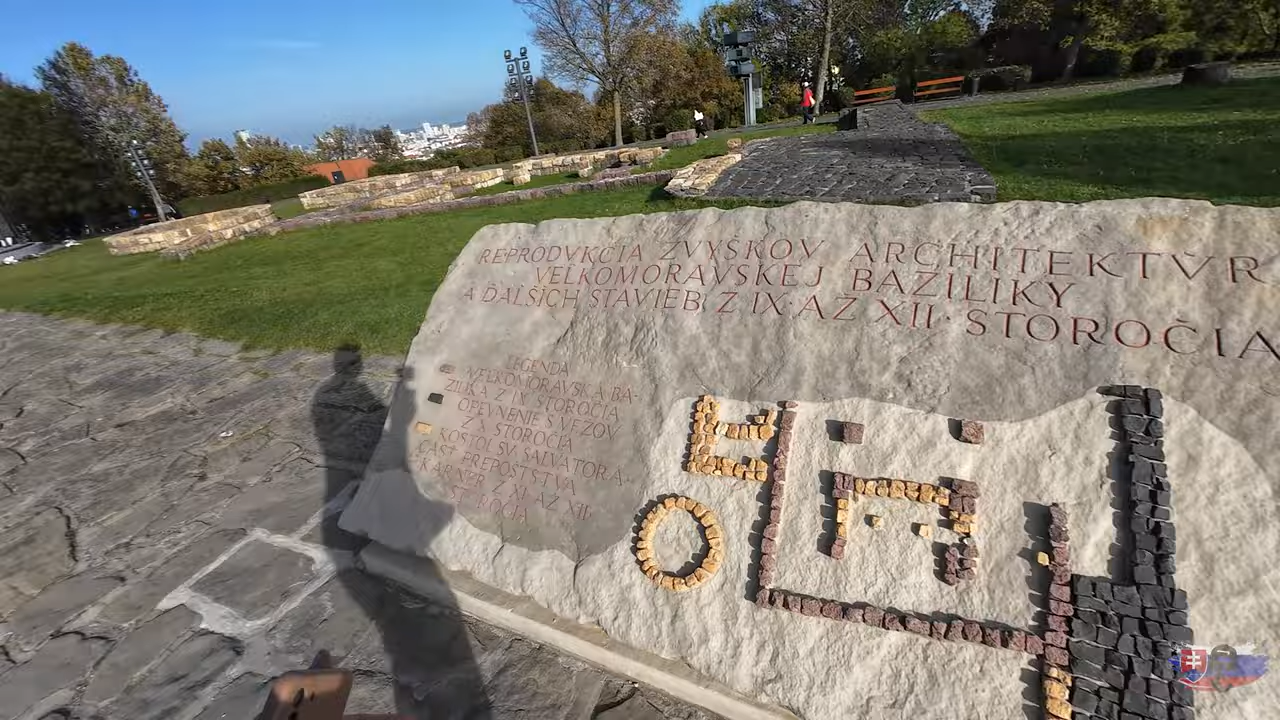 REPRODVKCIA ZVYŠKOV ARCHITEKTVR
VEĽKOMORAVSKEJ BAZILIKY
A ĎALŠÍCH STAVIEB Z IX· AŽ XII· STOROČIA
LEGENDA
VEĽKOMORAVSKÁ BA-
ZILIKA Z IX STOROČIA
OPEVNENIE S VEŽOV
Z X STOROČIA
KOSTOL SV. SALVATORA,
ČASŤ PREPOŠTSTVA
KARNER Z XI. AŽ XII.
STOROČIA